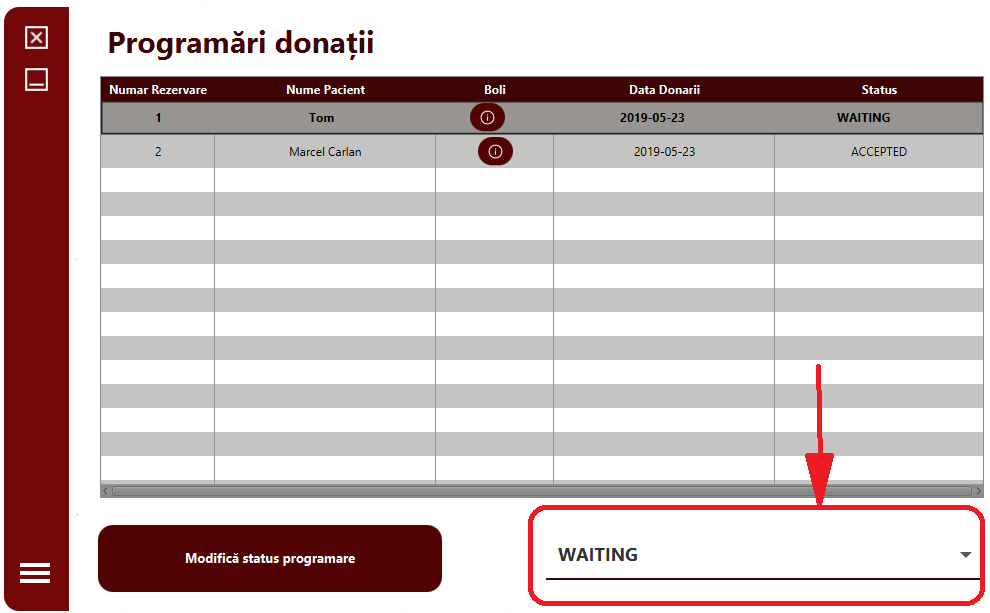 Programări donații
Numar Rezervare Nume Pacient Boli Data Donarii Status
1 Tom 2019-05-23 WAITING
2 Marcel Carlan 2019-05-23 ACCEPTED
Modifică status programare
WAITING